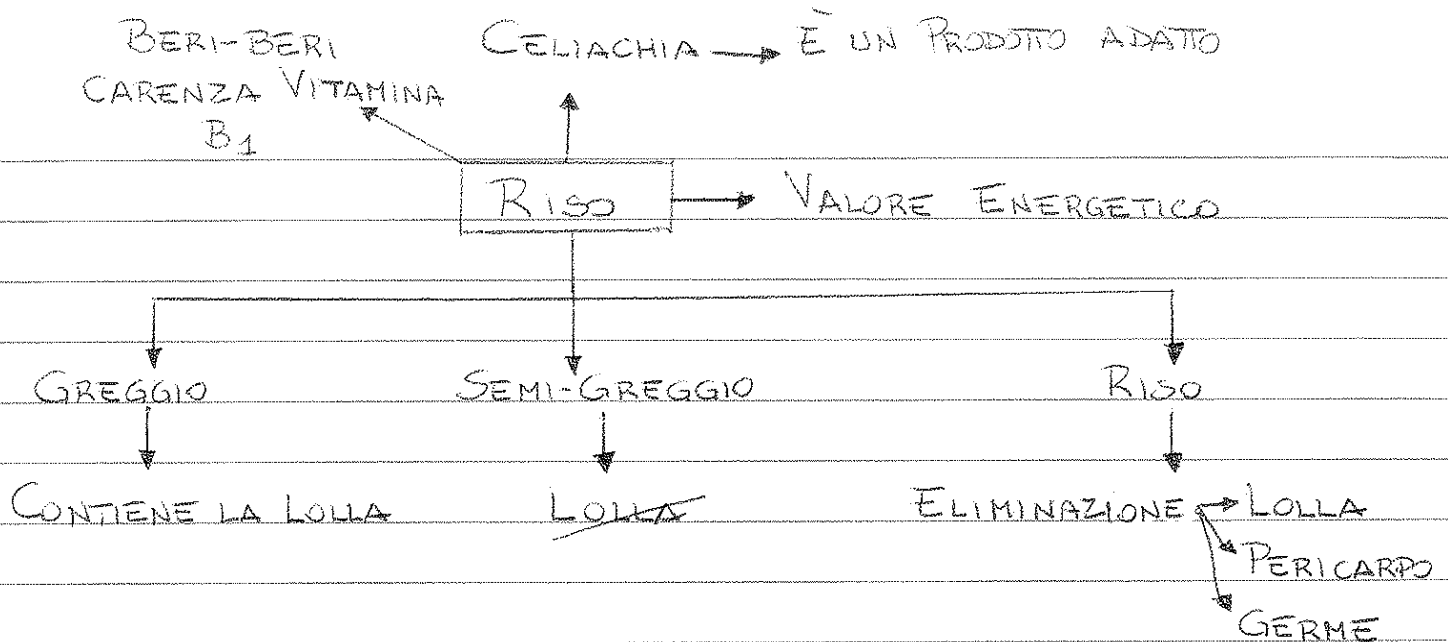 BERI-BERI
CARENZA VITAMINA
B1
CELIACHIA → È UN PRODOTTO ADATTO
RISO → VALORE ENERGETICO
GREGGIO
SEMI-GREGGIO
RISO
CONTIENE LA LOLLA
LOLLA
ELIMINAZIONE → LOLLA
PERICARPO
GERME